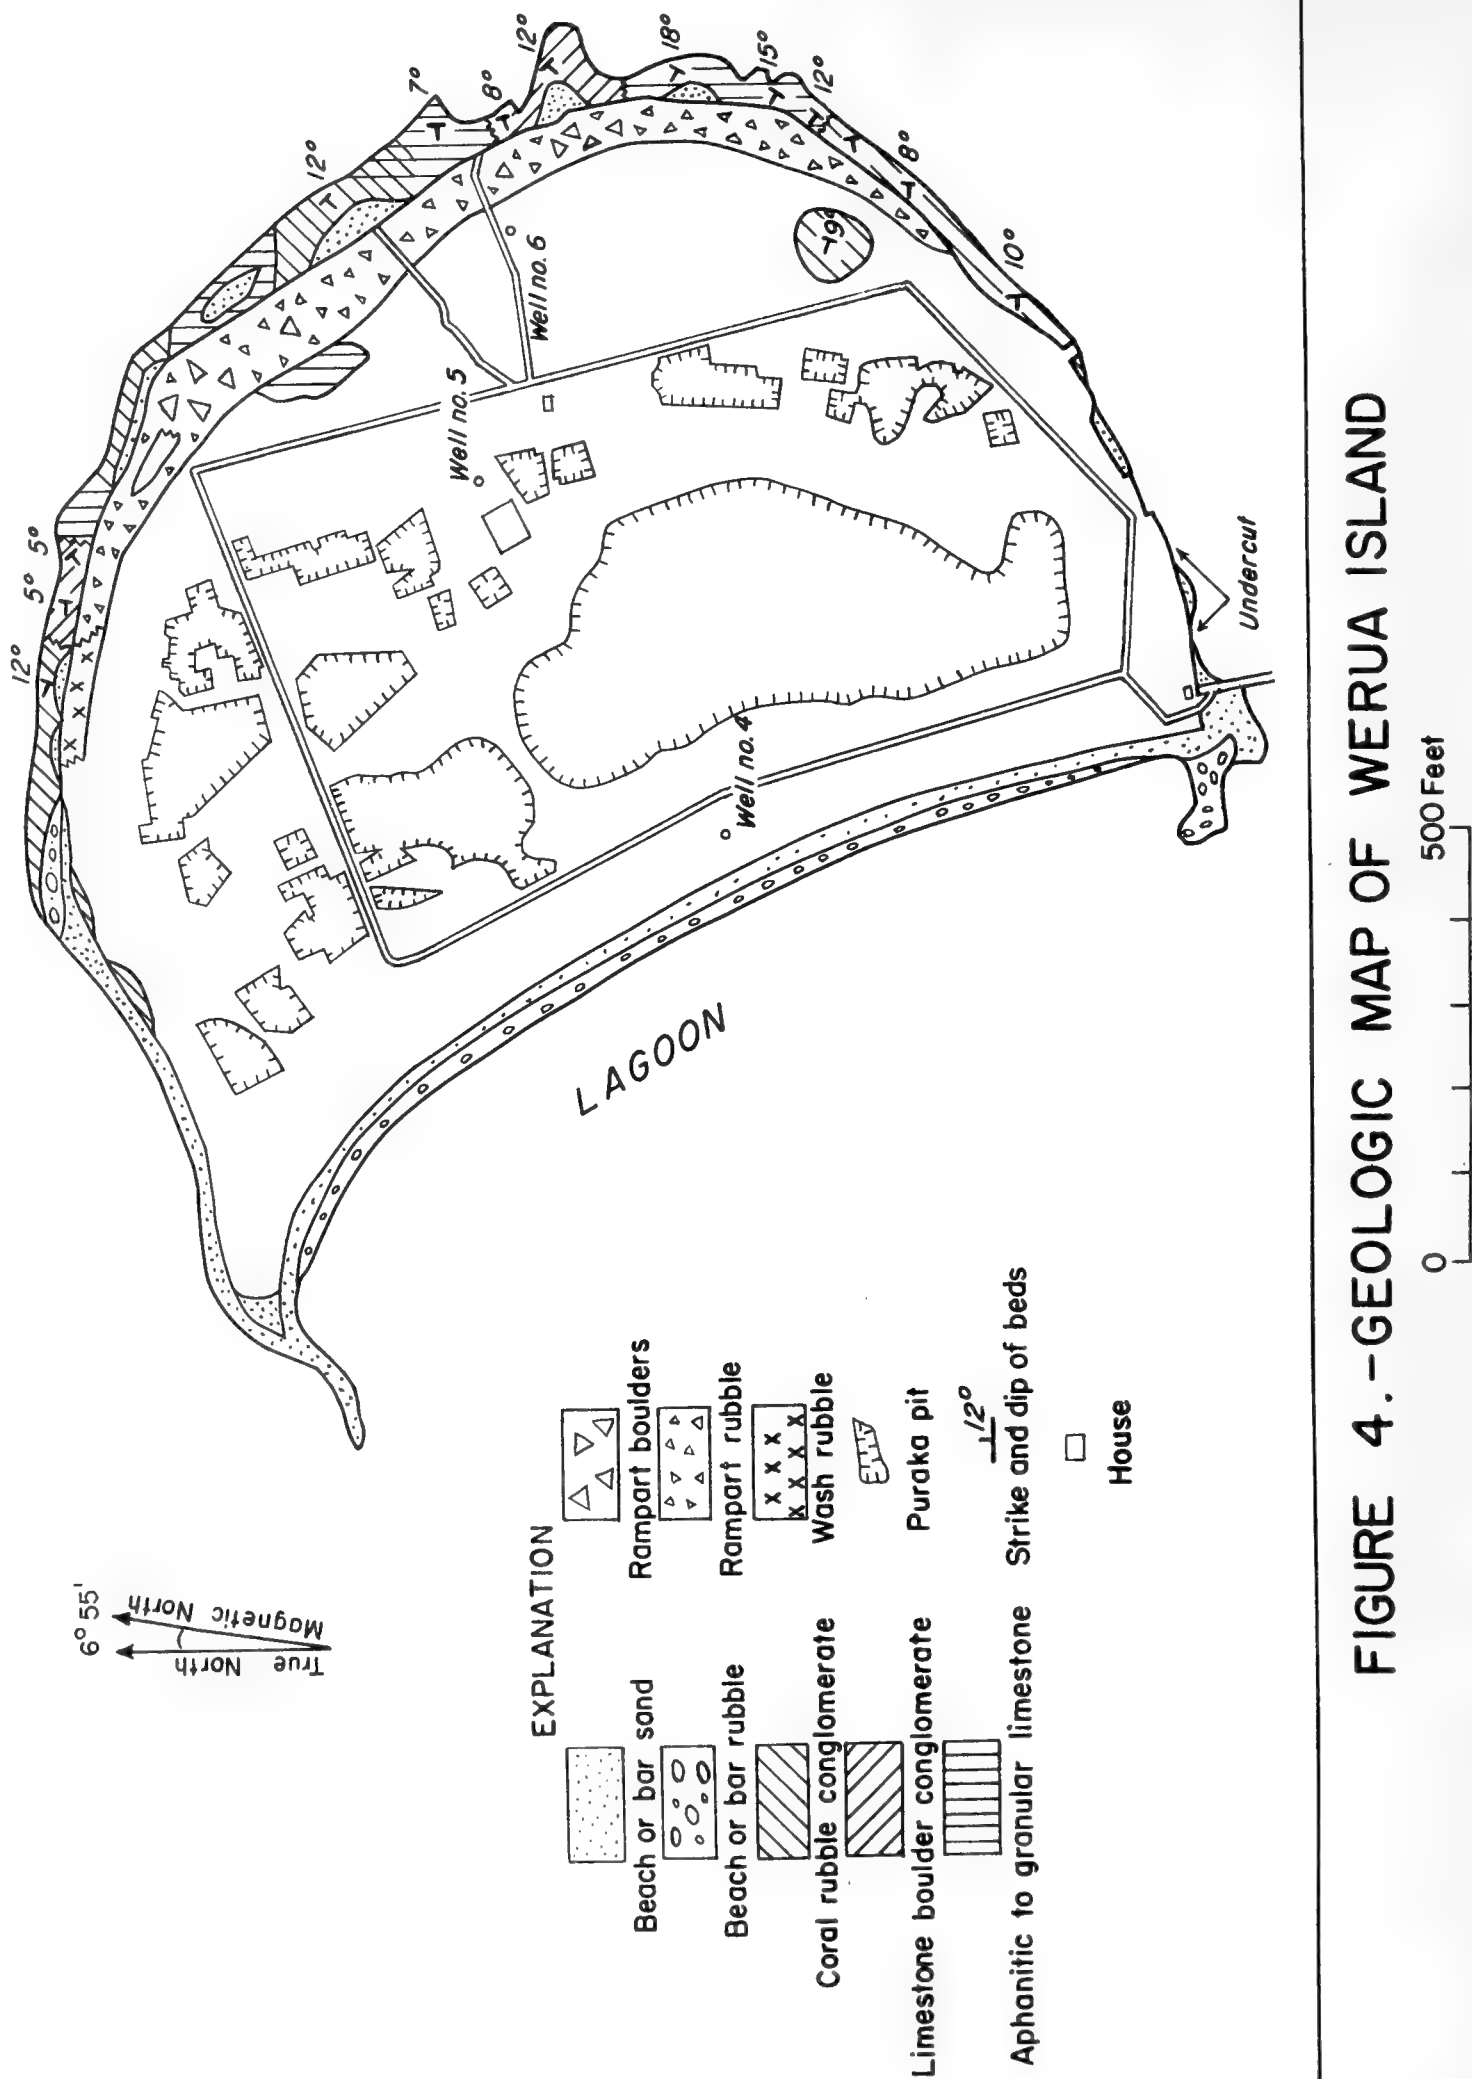 12°
5°
5°
12°
7°
8°
12°
18°
15°
12°
8°
10°
9°
Well no. 6
Well no. 5
Well no. 4
Undercut
LAGOON
6° 55'
True North
Magnetic North
EXPLANATION
Beach or bar sand
Beach or bar rubble
Coral rubble conglomerate
Limestone boulder conglomerate
Aphanitic to granular limestone
Rampart boulders
Rampart rubble
Wash rubble
Puraka pit
12°
Strike and dip of beds
House
FIGURE 4.-GEOLOGIC MAP OF WERUA ISLAND
0
500 Feet